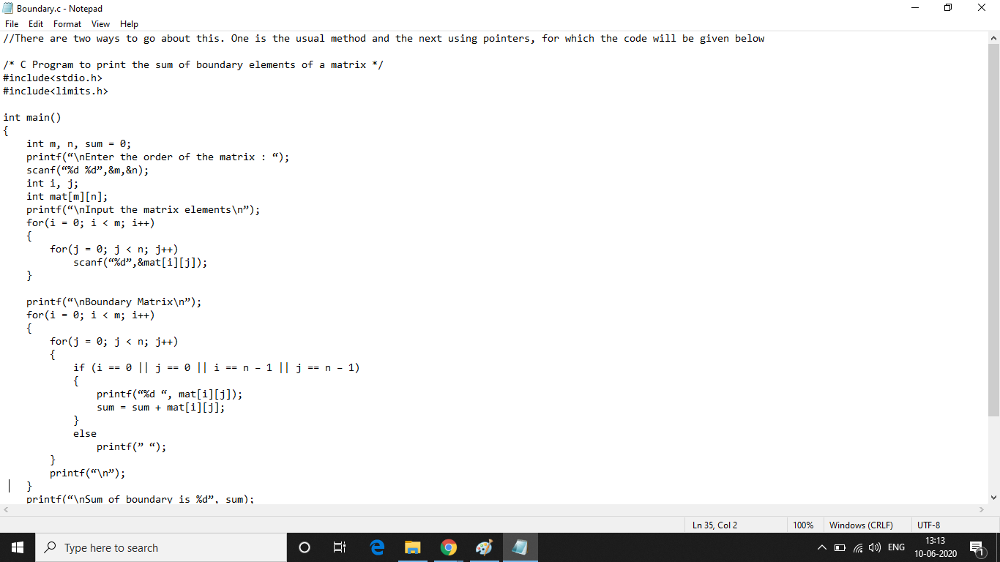 Boundary.c - Notepad
File Edit Format View Help
//There are two ways to go about this. One is the usual method and the next using pointers, for which the code will be given below
/* C Program to print the sum of boundary elements of a matrix */
#include<stdio.h>
#include<limits.h>
int main()
{
    int m, n, sum = 0;
    printf(“\nEnter the order of the matrix : “);
    scanf(“%d %d”,&m,&n);
    int i, j;
    int mat[m][n];
    printf(“\nInput the matrix elements\n”);
    for(i = 0; i < m; i++)
    {
        for(j = 0; j < n; j++)
            scanf(“%d”,&mat[i][j]);
    }
    printf(“\nBoundary Matrix\n”);
    for(i = 0; i < m; i++)
    {
        for(j = 0; j < n; j++)
        {
            if (i == 0 || j == 0 || i == n – 1 || j == n – 1)
            {
                printf(“%d “, mat[i][j]);
                sum = sum + mat[i][j];
            }
            else
                printf(” “);
        }
        printf(“\n”);
    }
    printf(“\nSum of boundary is %d”, sum);
Ln 35, Col 2 100% Windows (CRLF) UTF-8
Type here to search
ENG
13:13
10-06-2020
1